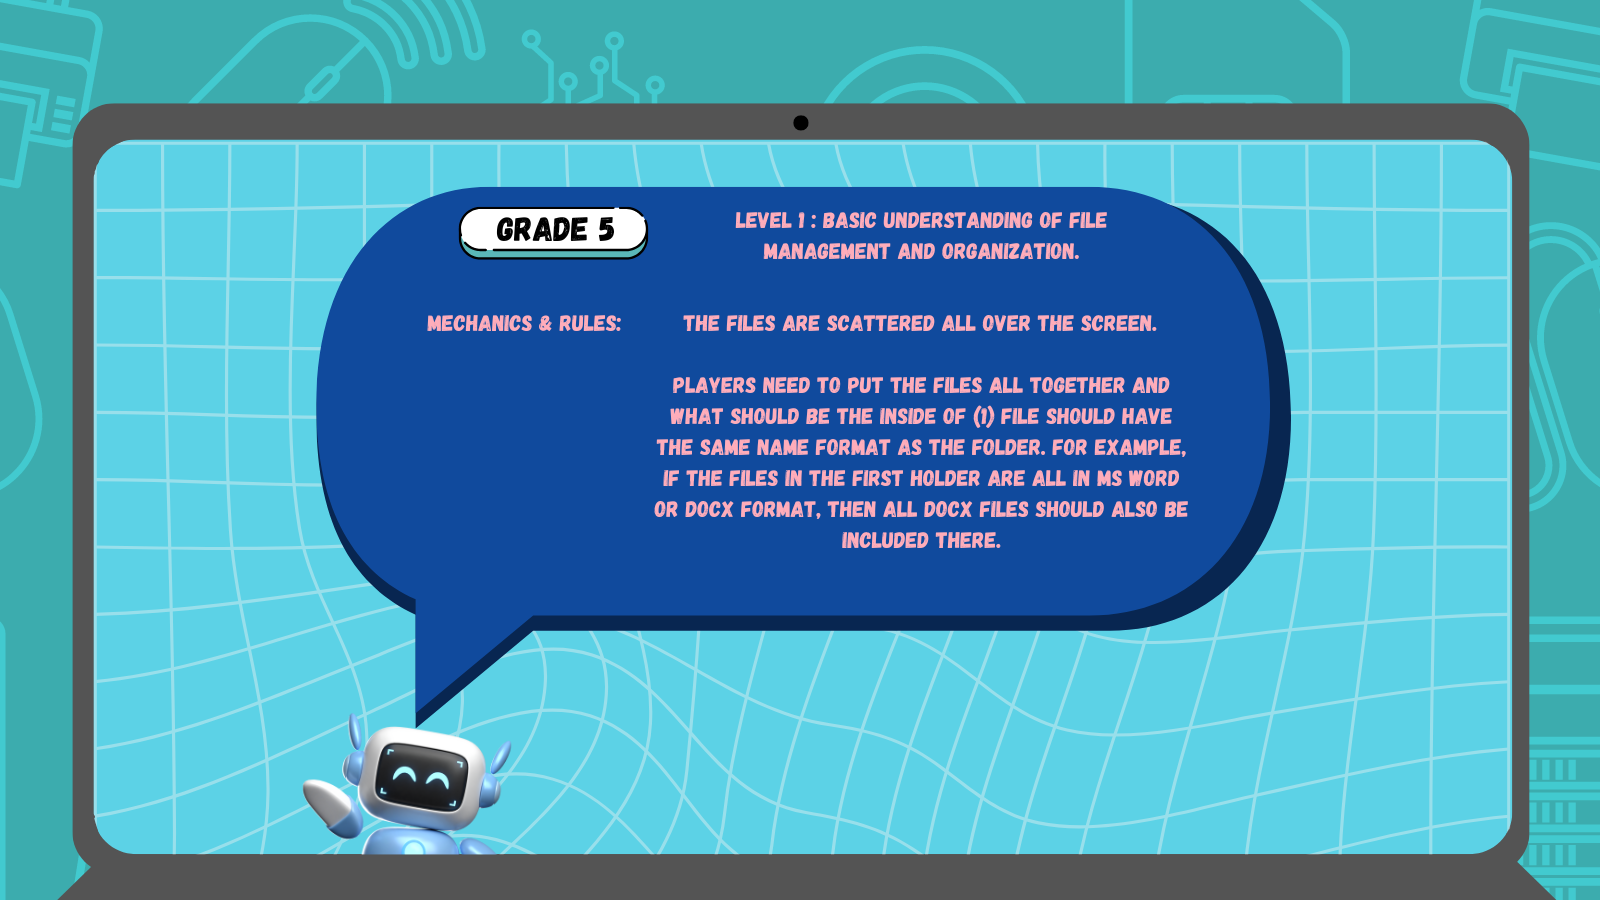 GRADE 5
LEVEL 1 : BASIC UNDERSTANDING OF FILE
MANAGEMENT AND ORGANIZATION.
MECHANICS & RULES:
THE FILES ARE SCATTERED ALL OVER THE SCREEN.
PLAYERS NEED TO PUT THE FILES ALL TOGETHER AND
WHAT SHOULD BE THE INSIDE OF (1) FILE SHOULD HAVE
THE SAME NAME FORMAT AS THE FOLDER. FOR EXAMPLE,
IF THE FILES IN THE FIRST HOLDER ARE ALL IN MS WORD
OR DOCX FORMAT, THEN ALL DOCX FILES SHOULD ALSO BE
INCLUDED THERE.